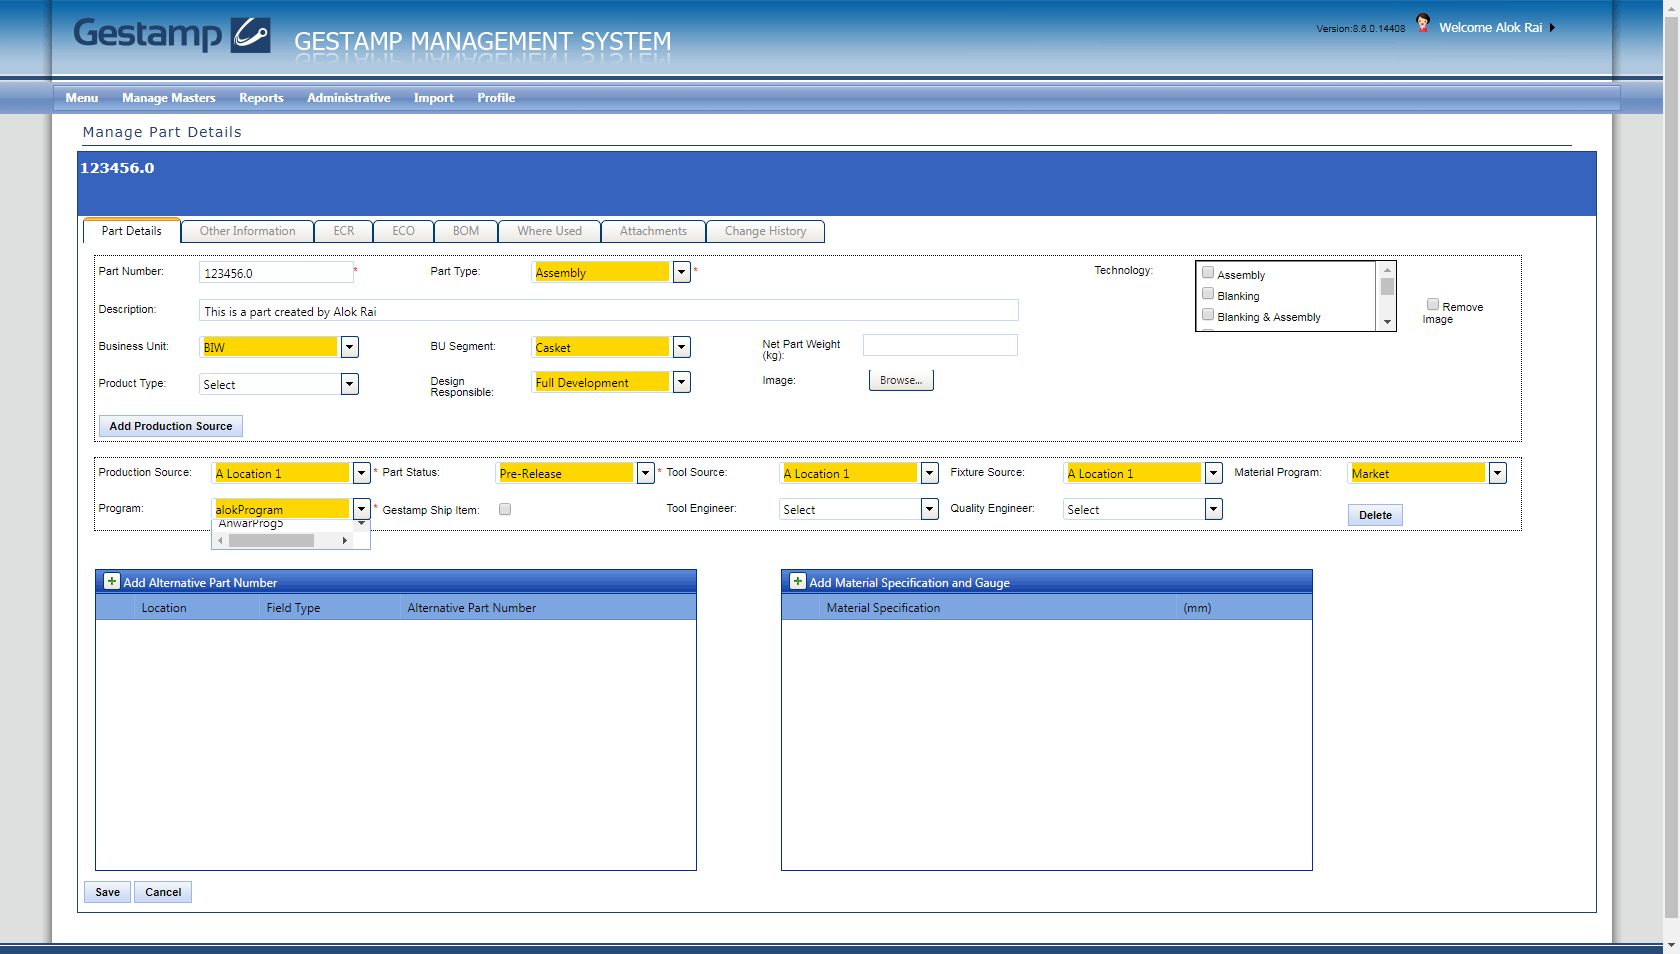 Gestamp
GESTAMP MANAGEMENT SYSTEM
Version:8.6.0.14408
Welcome Alok Rai
Menu Manage Masters Reports Administrative Import Profile
Manage Part Details
123456.0
Part Details Other Information ECR ECO BOM Where Used Attachments Change History
Part Number: 123456.0 * Part Type: Assembly * Technology: Assembly
Blanking
Blanking & Assembly
Remove Image
Description: This is a part created by Alok Rai
Business Unit: BIW BU Segment: Casket Net Part Weight (kg):
Product Type: Select Design Responsible: Full Development Image: Browse...
Add Production Source
Production Source: A Location 1 * Part Status: Pre-Release * Tool Source: A Location 1 Fixture Source: A Location 1 Material Program: Market
Program: alokProgram * Gestamp Ship Item: Tool Engineer: Select Quality Engineer: Select Delete
AnwarProg5
Add Alternative Part Number
Location Field Type Alternative Part Number
Add Material Specification and Gauge
Material Specification (mm)
Save Cancel